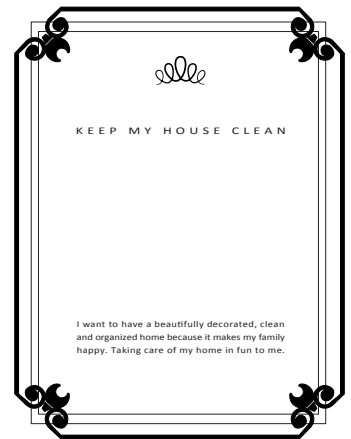 KEEP MY HOUSE CLEAN
I want to have a beautifully decorated, clean
and organized home because it makes my family
happy. Taking care of my home in fun to me.